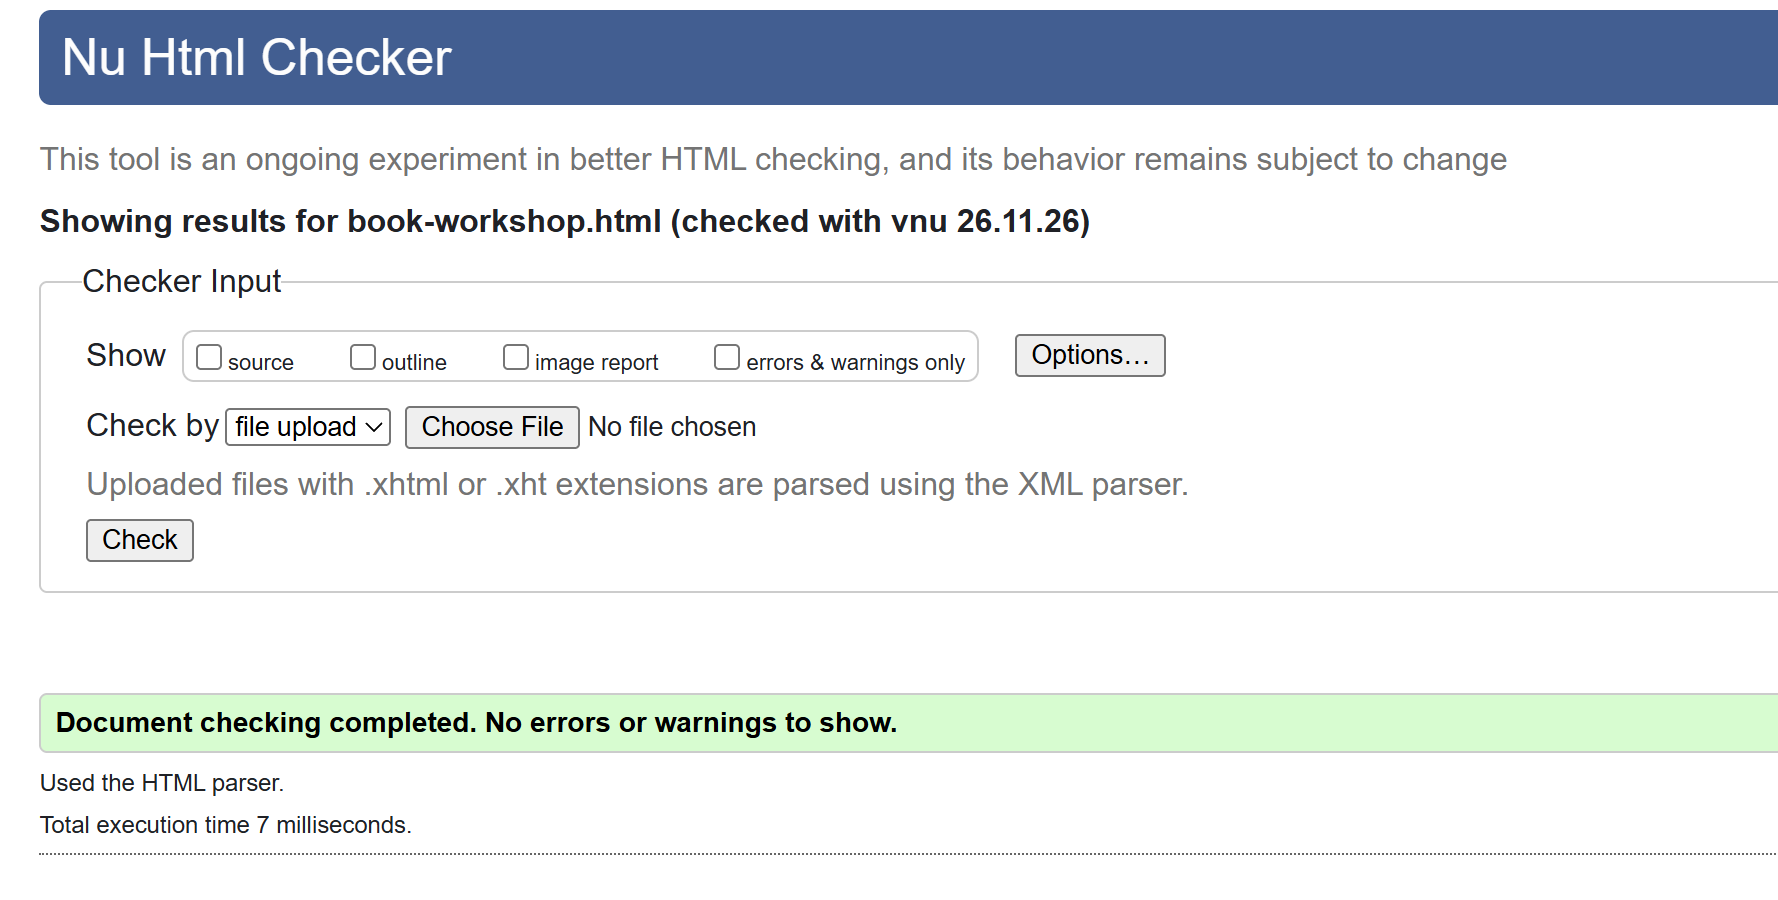 Nu Html Checker
This tool is an ongoing experiment in better HTML checking, and its behavior remains subject to change
Showing results for book-workshop.html (checked with vnu 26.11.26)
Checker Input
Show source outline image report errors & warnings only Options…
Check by file upload Choose File No file chosen
Uploaded files with .xhtml or .xht extensions are parsed using the XML parser.
Check
Document checking completed. No errors or warnings to show.
Used the HTML parser.
Total execution time 7 milliseconds.